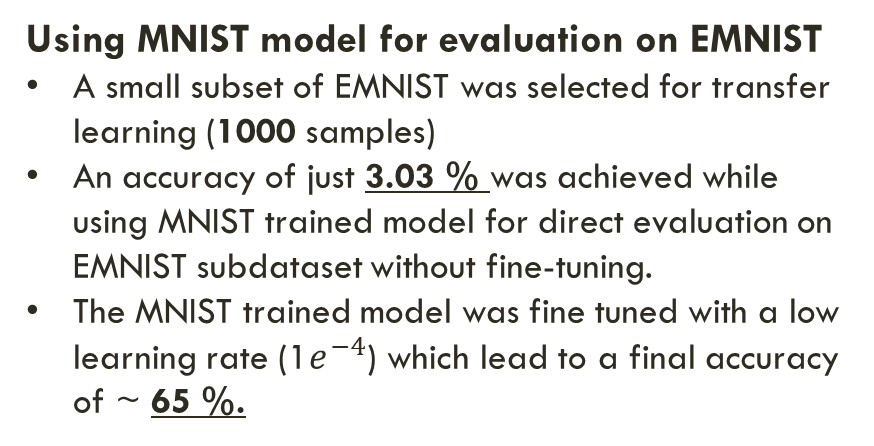 Using MNIST model for evaluation on EMNIST
• A small subset of EMNIST was selected for transfer
learning (1000 samples)
• An accuracy of just 3.03 % was achieved while
using MNIST trained model for direct evaluation on
EMNIST subdataset without fine-tuning.
• The MNIST trained model was fine tuned with a low
learning rate (1e⁻⁴) which lead to a final accuracy
of ~ 65 %.